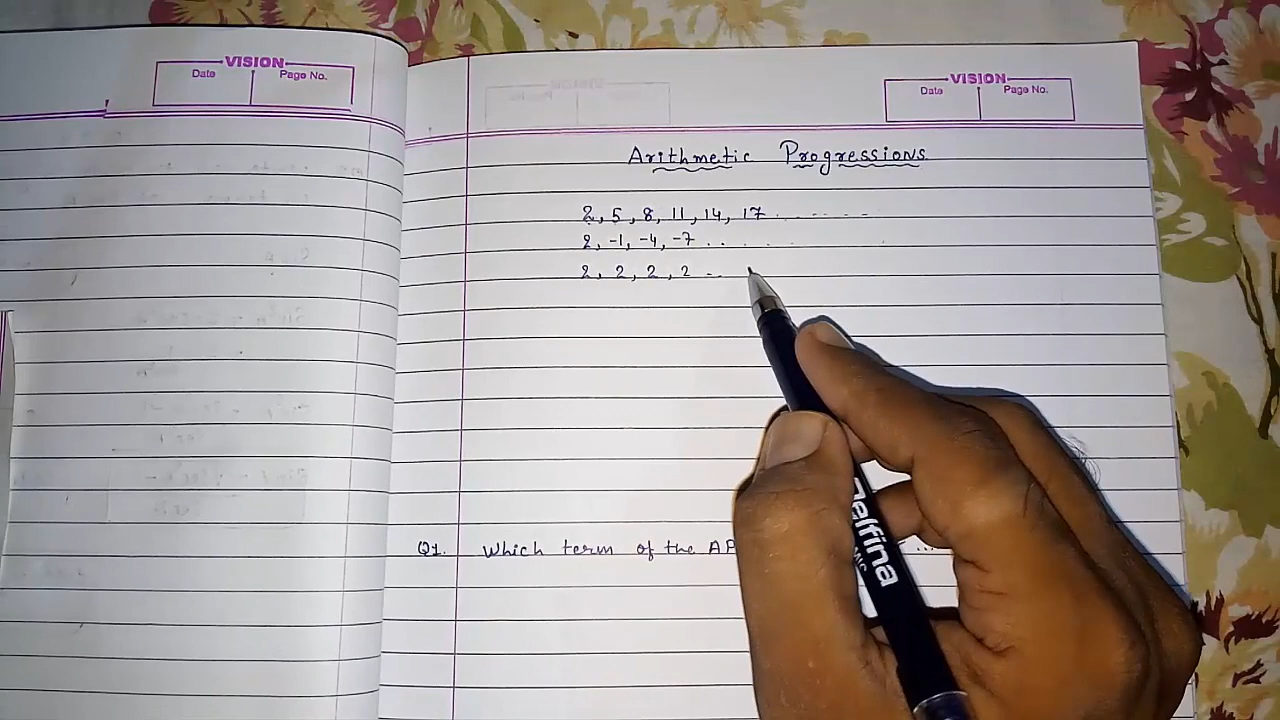 VISION
Date Page No.
VISION
Date Page No.
Arithmetic Progressions
2, 5, 8, 11, 14, 17 . . . - - -
2, -1, -4, -7 . . . . .
2, 2, 2, 2 - .
Q1. Which term of the AP ...
Delfina